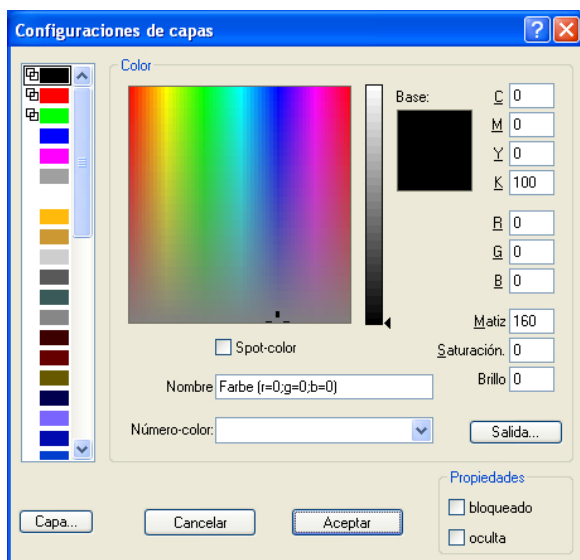 Configuraciones de capas
Color
Base:
C 0
M 0
Y 0
K 100
R 0
G 0
B 0
Matiz 160
Saturación. 0
Brillo 0
Spot-color
Nombre Farbe (r=0;g=0;b=0)
Número-color:
Salida...
Propiedades
bloqueado
oculta
Capa...
Cancelar
Aceptar